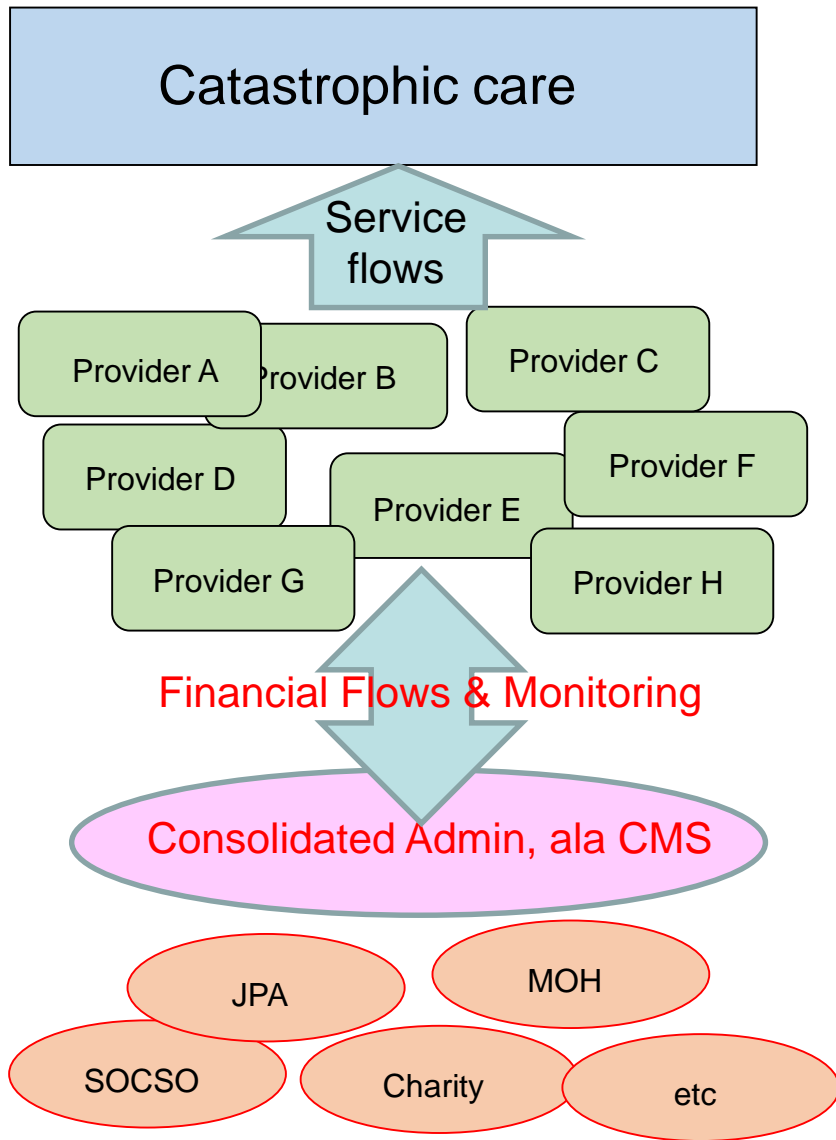 Catastrophic care
Service
flows
Provider A
Provider B
Provider C
Provider D
Provider E
Provider F
Provider G
Provider H
Financial Flows & Monitoring
Consolidated Admin, ala CMS
JPA
MOH
SOCSO
Charity
etc